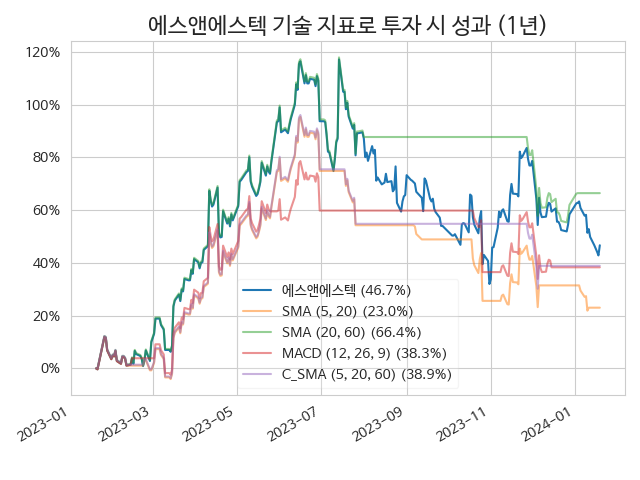 에스앤에스텍 기술 지표로 투자 시 성과 (1년)
120%
100%
80%
60%
40%
20%
0%
에스앤에스텍 (46.7%)
SMA (5, 20) (23.0%)
SMA (20, 60) (66.4%)
MACD (12, 26, 9) (38.3%)
C_SMA (5, 20, 60) (38.9%)
2023-01
2023-03
2023-05
2023-07
2023-09
2023-11
2024-01